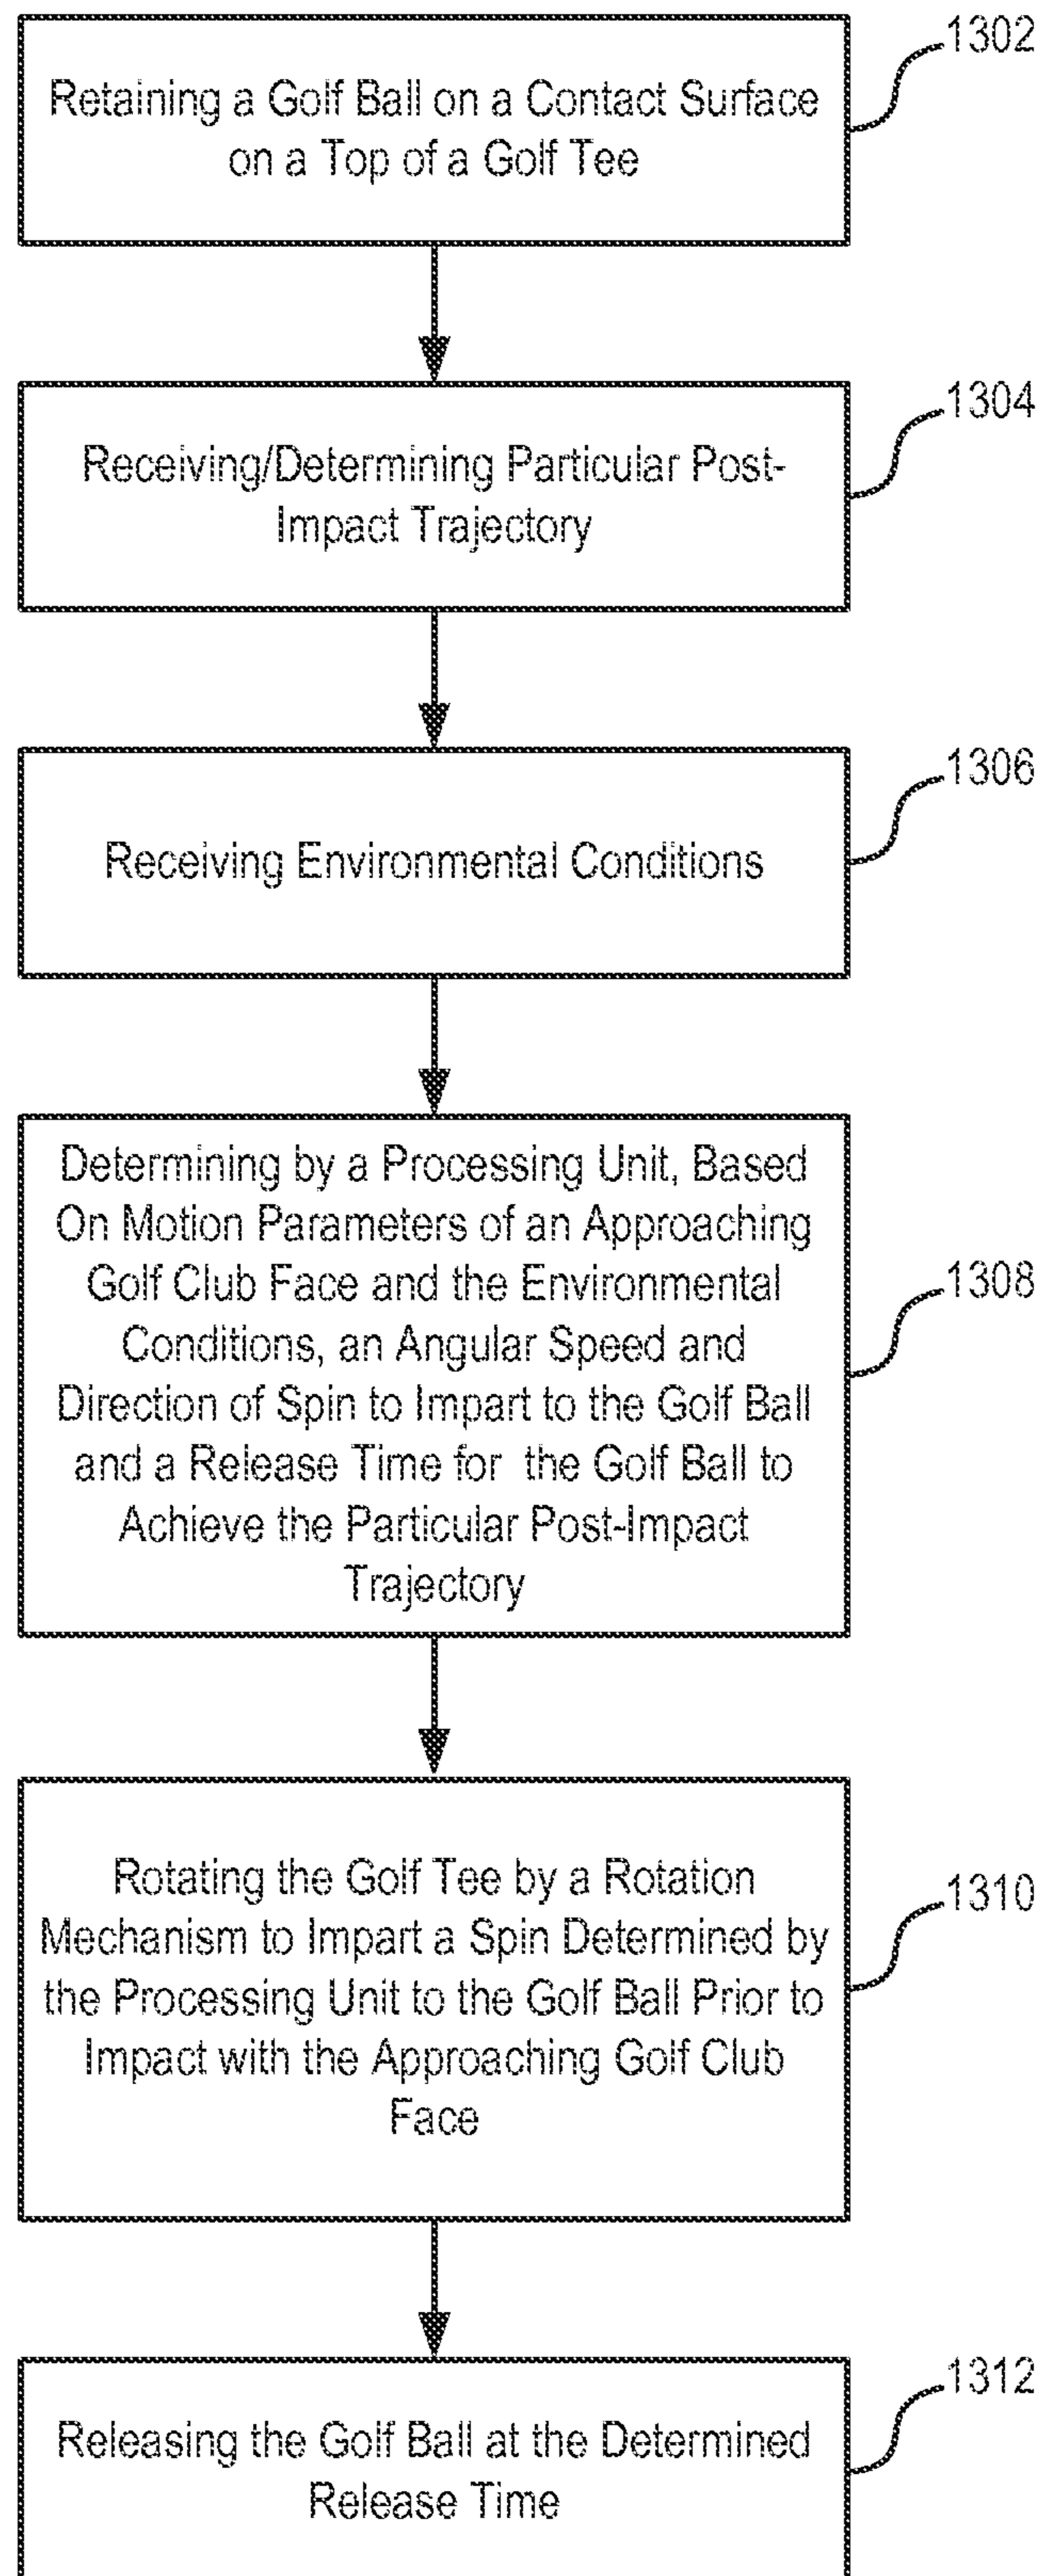 1302
Retaining a Golf Ball on a Contact Surface
on a Top of a Golf Tee
1304
Receiving/Determining Particular Post-
Impact Trajectory
1306
Receiving Environmental Conditions
1308
Determining by a Processing Unit, Based
On Motion Parameters of an Approaching
Golf Club Face and the Environmental
Conditions, an Angular Speed and
Direction of Spin to Impart to the Golf Ball
and a Release Time for the Golf Ball to
Achieve the Particular Post-Impact
Trajectory
1310
Rotating the Golf Tee by a Rotation
Mechanism to Impart a Spin Determined by
the Processing Unit to the Golf Ball Prior to
Impact with the Approaching Golf Club
Face
1312
Releasing the Golf Ball at the Determined
Release Time